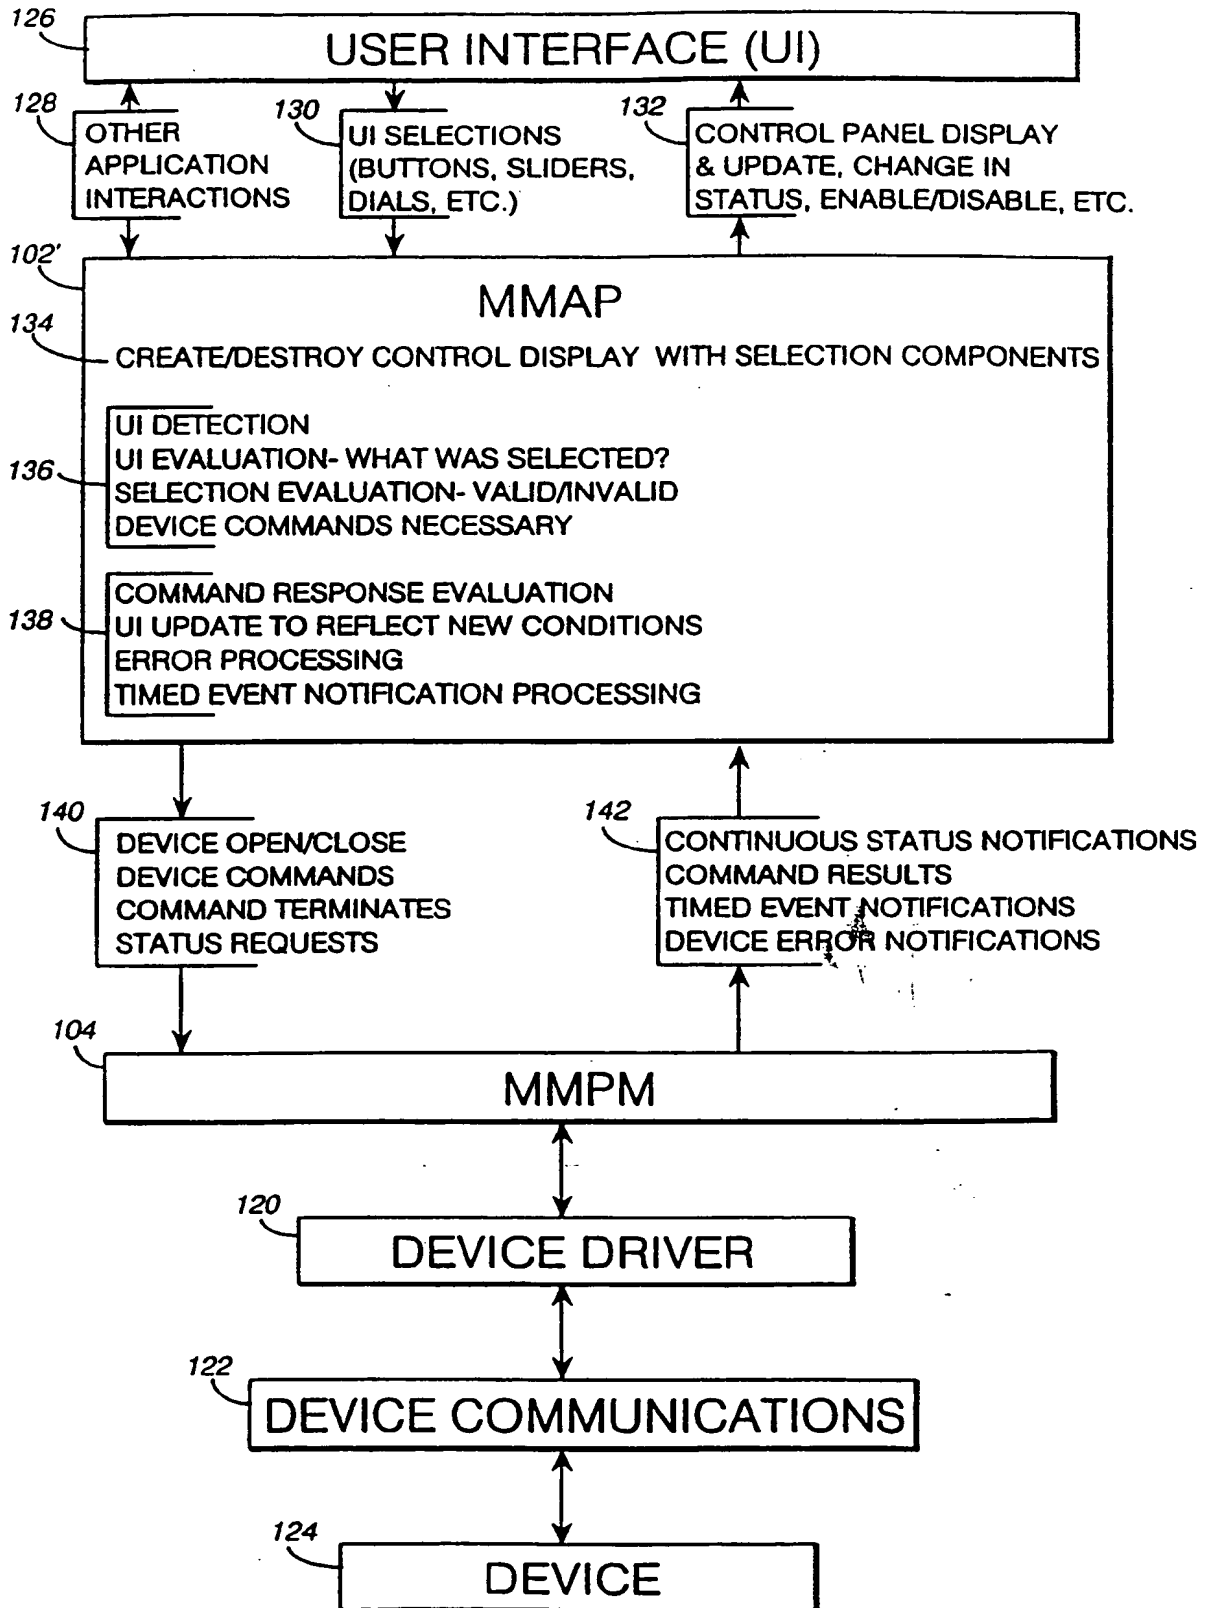 126
USER INTERFACE (UI)
128
OTHER
APPLICATION
INTERACTIONS
130
UI SELECTIONS
(BUTTONS, SLIDERS,
DIALS, ETC.)
132
CONTROL PANEL DISPLAY
& UPDATE, CHANGE IN
STATUS, ENABLE/DISABLE, ETC.
102'
MMAP
134
CREATE/DESTROY CONTROL DISPLAY WITH SELECTION COMPONENTS
136
UI DETECTION
UI EVALUATION- WHAT WAS SELECTED?
SELECTION EVALUATION- VALID/INVALID
DEVICE COMMANDS NECESSARY
138
COMMAND RESPONSE EVALUATION
UI UPDATE TO REFLECT NEW CONDITIONS
ERROR PROCESSING
TIMED EVENT NOTIFICATION PROCESSING
140
DEVICE OPEN/CLOSE
DEVICE COMMANDS
COMMAND TERMINATES
STATUS REQUESTS
142
CONTINUOUS STATUS NOTIFICATIONS
COMMAND RESULTS
TIMED EVENT NOTIFICATIONS
DEVICE ERROR NOTIFICATIONS
104
MMPM
120
DEVICE DRIVER
122
DEVICE COMMUNICATIONS
124
DEVICE